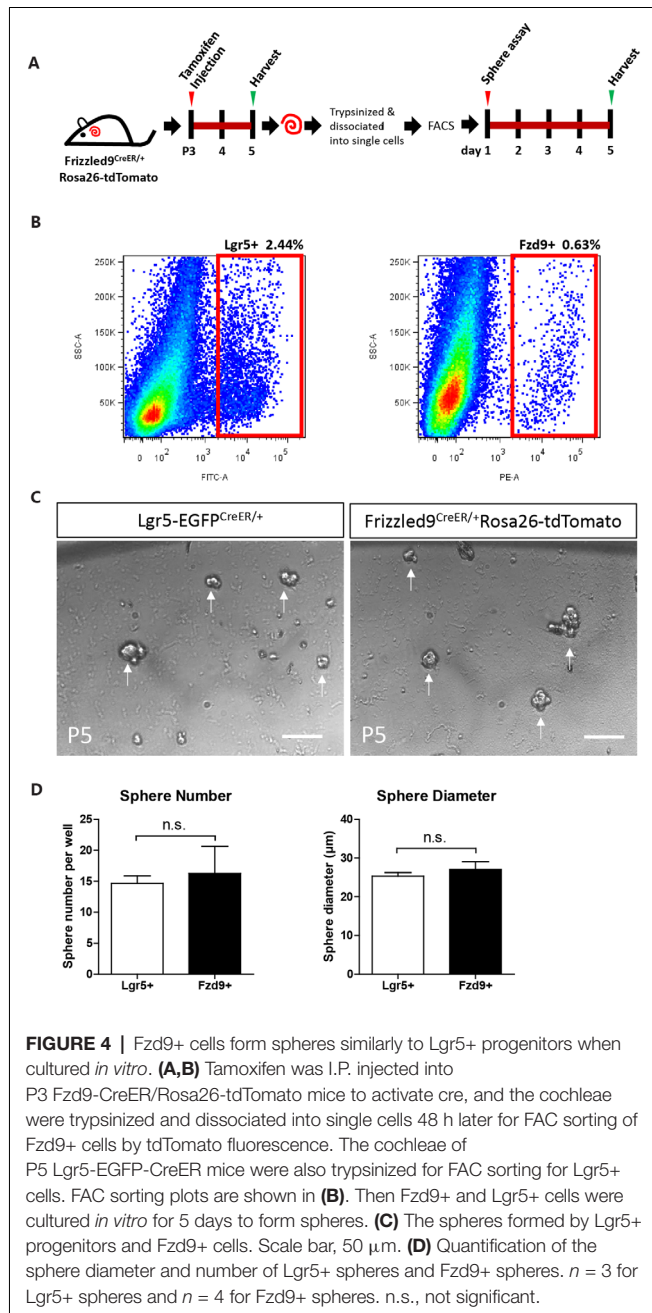 A
Tamoxifen
Injection
Harvest
Sphere assay
Harvest
Trypsinized &
dissociated
into single cells
FACS
P3 4 5
day 1 2 3 4 5
Frizzled9CreER/+
Rosa26-tdTomato
B
Lgr5+ 2.44%
250K
200K
150K
100K
50K
SSC-A
0 10² 10³ 10⁴ 10⁵
FITC-A
Fzd9+ 0.63%
250K
200K
150K
100K
50K
SSC-A
0 10² 10³ 10⁴ 10⁵
PE-A
C
Lgr5-EGFPCreER/+
Frizzled9CreER/+Rosa26-tdTomato
P5
P5
D
Sphere Number
Sphere number per well
25
20
15
10
5
0
n.s.
Lgr5+ Fzd9+
Sphere Diameter
Sphere diameter (μm)
40
30
20
10
0
n.s.
Lgr5+ Fzd9+
FIGURE 4 | Fzd9+ cells form spheres similarly to Lgr5+ progenitors when
cultured in vitro. (A,B) Tamoxifen was I.P. injected into
P3 Fzd9-CreER/Rosa26-tdTomato mice to activate cre, and the cochleae
were trypsinized and dissociated into single cells 48 h later for FAC sorting of
Fzd9+ cells by tdTomato fluorescence. The cochleae of
P5 Lgr5-EGFP-CreER mice were also trypsinized for FAC sorting for Lgr5+
cells. FAC sorting plots are shown in (B). Then Fzd9+ and Lgr5+ cells were
cultured in vitro for 5 days to form spheres. (C) The spheres formed by Lgr5+
progenitors and Fzd9+ cells. Scale bar, 50 μm. (D) Quantification of the
sphere diameter and number of Lgr5+ spheres and Fzd9+ spheres. n = 3 for
Lgr5+ spheres and n = 4 for Fzd9+ spheres. n.s., not significant.